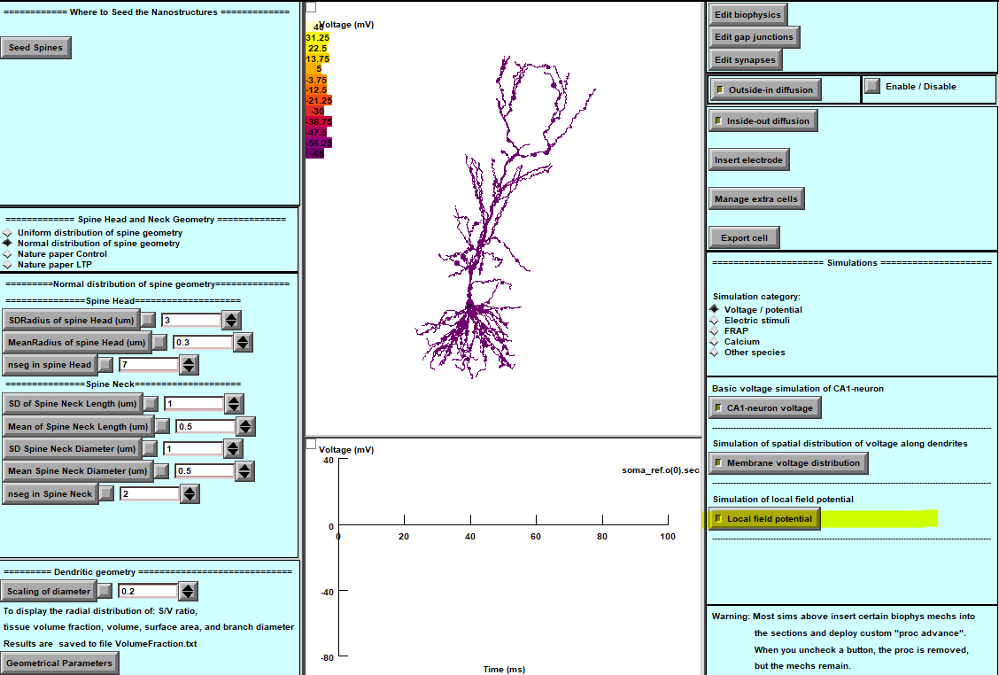 ============ Where to Seed the Nanostructures =============
Seed Spines
============= Spine Head and Neck Geometry =============
Uniform distribution of spine geometry
Normal distribution of spine geometry
Nature paper Control
Nature paper LTP
=========Normal distribution of spine geometry==============
===============Spine Head====================
SDRadius of spine Head (um) 3
MeanRadius of spine Head (um) 0.3
nseg in spine Head 7
===============Spine Neck====================
SD of Spine Neck Length (um) 1
Mean of Spine Neck Length (um) 0.5
SD Spine Neck Diameter (um) 1
Mean Spine Neck Diameter (um) 0.5
nseg in Spine Neck 2
========= Dendritic geometry =============================
Scaling of diameter 0.2
To display the radial distribution of: S/V ratio,
tissue volume fraction, volume, surface area, and branch diameter
Results are saved to file VolumeFraction.txt
Geometrical Parameters
Voltage (mV)
40
31.25
22.5
13.75
5
-3.75
-12.5
-21.25
-30
-38.75
-47.5
-56.25
-65
Voltage (mV)
soma_ref.o(0).sec
40
0
-40
-80
0 20 40 60 80 100
Time (ms)
Edit biophysics
Edit gap junctions
Edit synapses
Outside-in diffusion
Enable / Disable
Inside-out diffusion
Insert electrode
Manage extra cells
Export cell
===================== Simulations =====================
Simulation category:
Voltage / potential
Electric stimuli
FRAP
Calcium
Other species
Basic voltage simulation of CA1-neuron
CA1-neuron voltage
Simulation of spatial distribution of voltage along dendrites
Membrane voltage distribution
Simulation of local field potential
Local field potential
Warning: Most sims above insert certain biophys mechs into
the sections and deploy custom "proc advance".
When you uncheck a button, the proc is removed,
but the mechs remain.